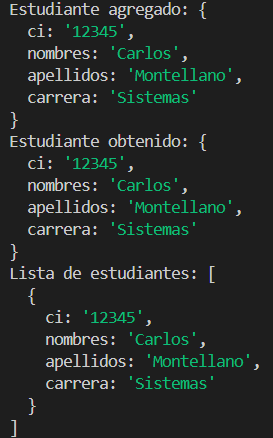 Estudiante agregado: {
  ci: '12345',
  nombres: 'Carlos',
  apellidos: 'Montellano',
  carrera: 'Sistemas'
}
Estudiante obtenido: {
  ci: '12345',
  nombres: 'Carlos',
  apellidos: 'Montellano',
  carrera: 'Sistemas'
}
Lista de estudiantes: [
  {
    ci: '12345',
    nombres: 'Carlos',
    apellidos: 'Montellano',
    carrera: 'Sistemas'
  }
]